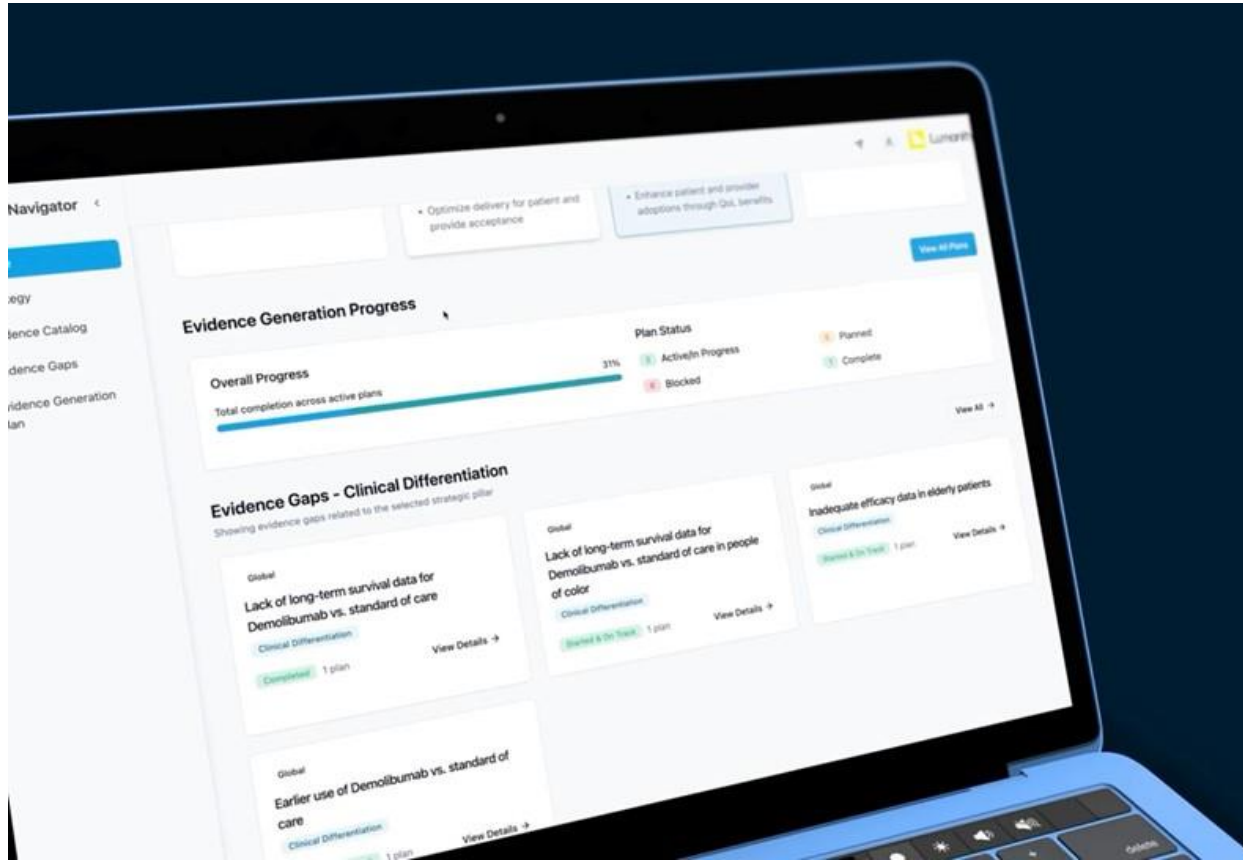 Navigator
Lumanity
• Optimize delivery for patient and
provide acceptance
• Enhance patient and provider
adoptions through QoL benefits
View All Plans
egy
ence Catalog
dence Gaps
idence Generation
an
Evidence Generation Progress
Overall Progress
Total completion across active plans
31%
Plan Status
Active/In Progress
Planned
Blocked
Complete
View All →
Evidence Gaps - Clinical Differentiation
Showing evidence gaps related to the selected strategic pillar
Global
Lack of long-term survival data for
Demolibumab vs. standard of care
Clinical Differentiation
Completed 1 plan
View Details →
Global
Lack of long-term survival data for
Demolibumab vs. standard of care in people
of color
Clinical Differentiation
Started & On Track 1 plan
View Details →
Global
Inadequate efficacy data in elderly patients
Clinical Differentiation
Started & On Track 1 plan
View Details →
Global
Earlier use of Demolibumab vs. standard of
care
Clinical Differentiation
1 plan
View Details →
delete